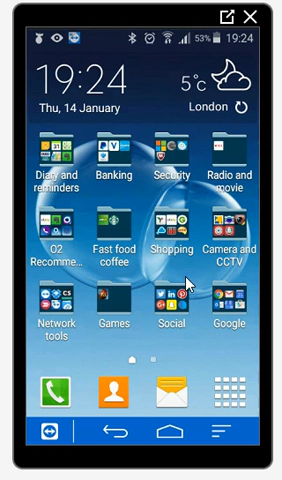 53% 19:24
19:24
5°c
Thu, 14 January
London
Diary and reminders
Banking
Security
Radio and movie
O2 Recomme...
Fast food coffee
Shopping
Camera and CCTV
Network tools
Games
Social
Google